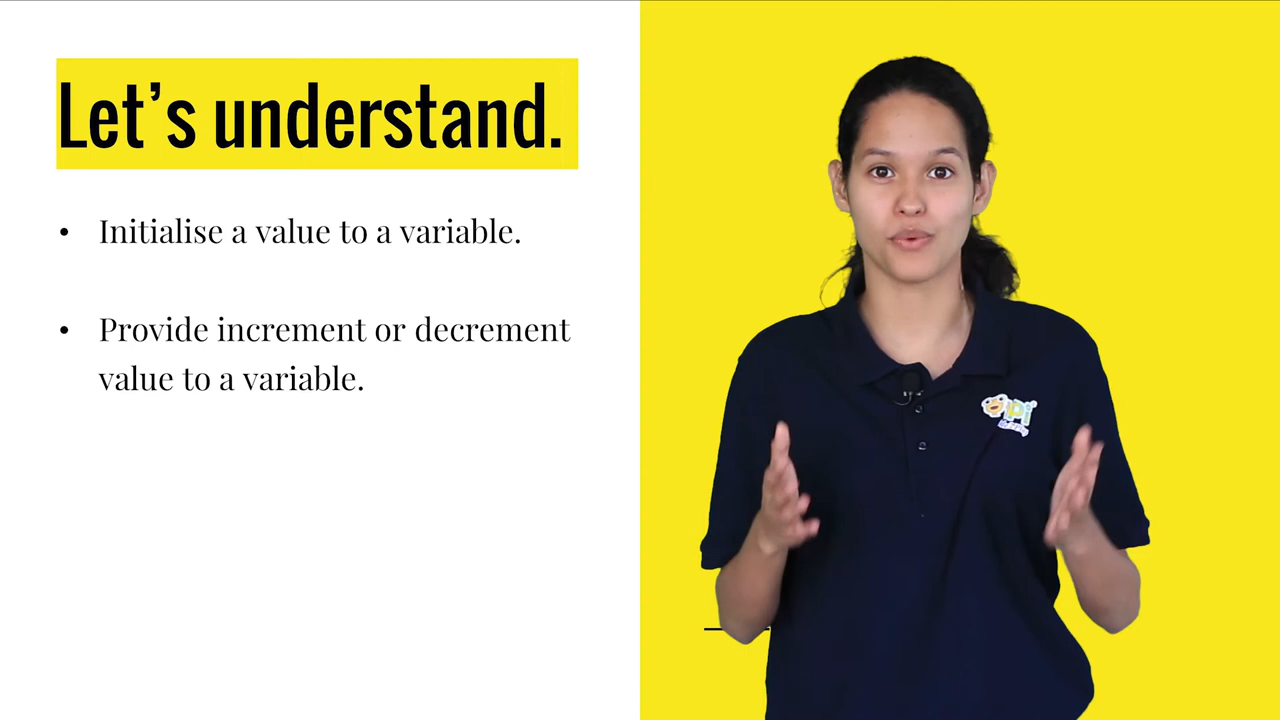 Let’s understand.
• Initialise a value to a variable.
• Provide increment or decrement
value to a variable.